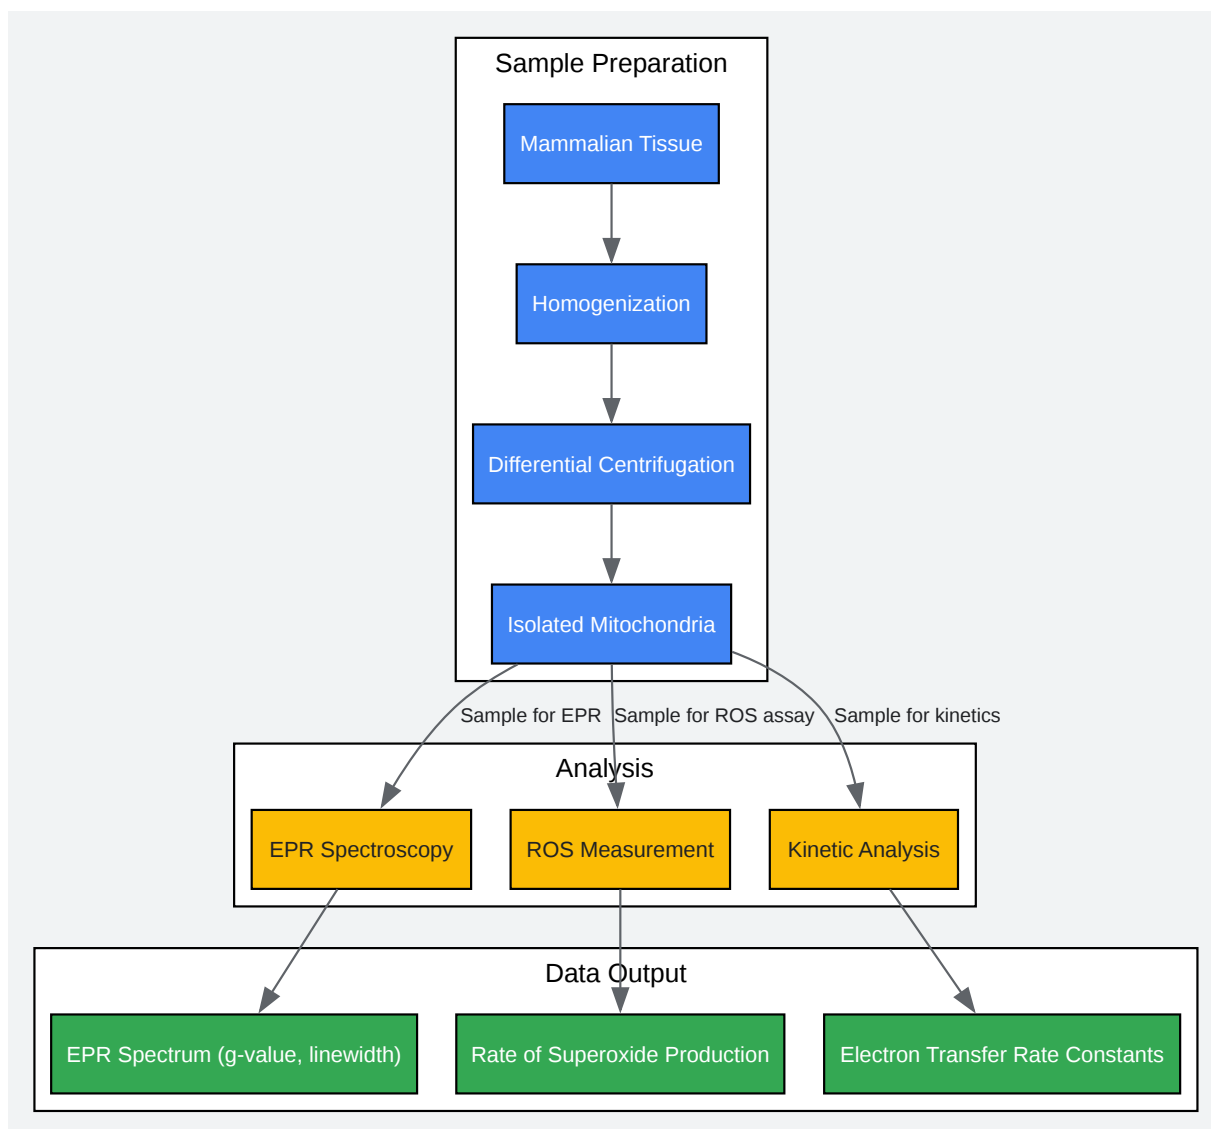 Sample Preparation
Mammalian Tissue
Homogenization
Differential Centrifugation
Isolated Mitochondria
Sample for EPR
Sample for ROS assay
Sample for kinetics
Analysis
EPR Spectroscopy
ROS Measurement
Kinetic Analysis
Data Output
EPR Spectrum (g-value, linewidth)
Rate of Superoxide Production
Electron Transfer Rate Constants